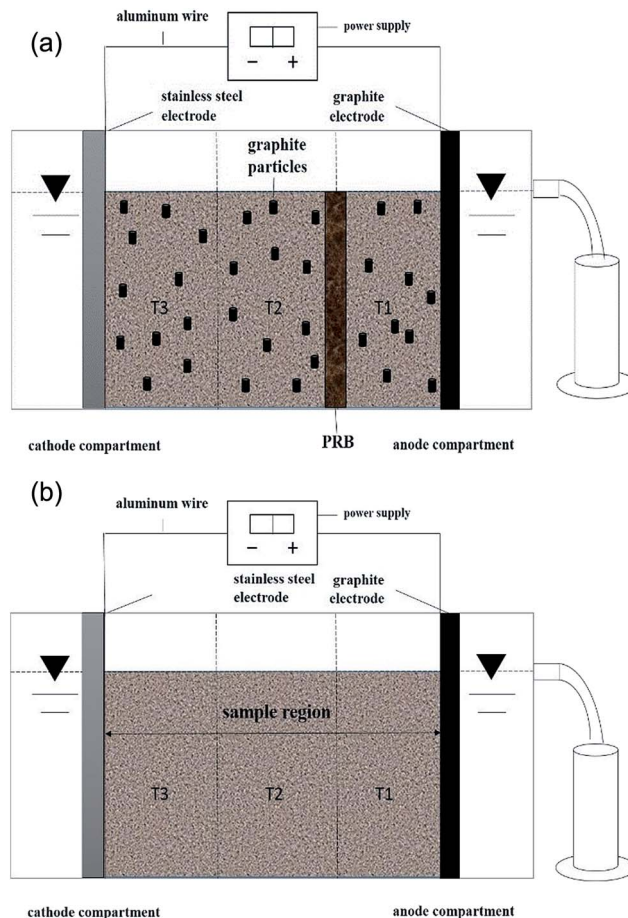 (a)
aluminum wire
power supply
− +
stainless steel
electrode
graphite
electrode
graphite
particles
T3 T2 T1
cathode compartment
PRB
anode compartment
(b)
aluminum wire
power supply
− +
stainless steel
electrode
graphite
electrode
sample region
T3 T2 T1
cathode compartment
anode compartment